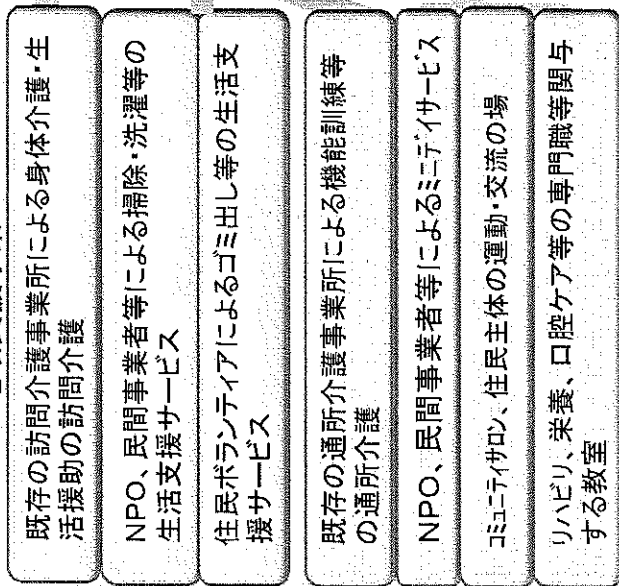 既存の訪問介護事業所による身体介護・生
活援助の訪問介護
NPO、民間事業者等による掃除・洗濯等の
生活支援サービス
住民ボランティアによるゴミ出し等の生活支
援サービス
既存の通所介護事業所による機能訓練等
の通所介護
NPO、民間事業者等によるミニデイサービス
コミュニティサロン、住民主体の運動・交流の場
リハビリ、栄養、口腔ケア等の専門職等関与
する教室